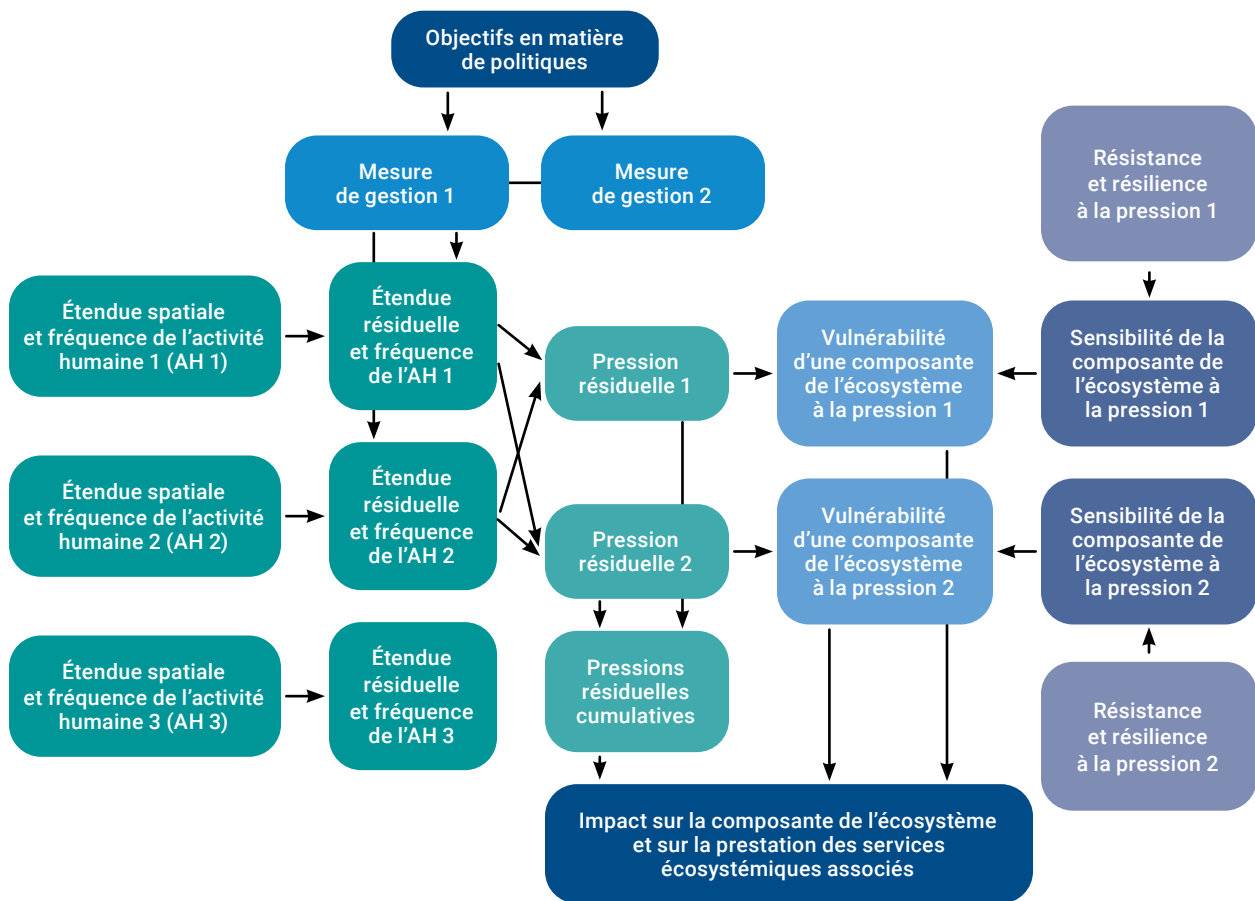 Objectifs en matière
de politiques
Mesure
de gestion 1
Mesure
de gestion 2
Résistance
et résilience
à la pression 1
Étendue spatiale
et fréquence de l’activité
humaine 1 (AH 1)
Étendue
résiduelle
et fréquence
de l’AH 1
Pression
résiduelle 1
Vulnérabilité
d’une composante
de l’écosystème
à la pression 1
Sensibilité de la
composante de
l’écosystème à
la pression 1
Étendue spatiale
et fréquence de l’activité
humaine 2 (AH 2)
Étendue
résiduelle
et fréquence
de l’AH 2
Pression
résiduelle 2
Vulnérabilité
d’une composante
de l’écosystème
à la pression 2
Sensibilité de la
composante de
l’écosystème à
la pression 2
Étendue spatiale
et fréquence de l’activité
humaine 3 (AH 3)
Étendue
résiduelle
et fréquence
de l’AH 3
Pressions
résiduelles
cumulatives
Résistance
et résilience
à la pression 2
Impact sur la composante de l’écosystème
et sur la prestation des services
écosystémiques associés